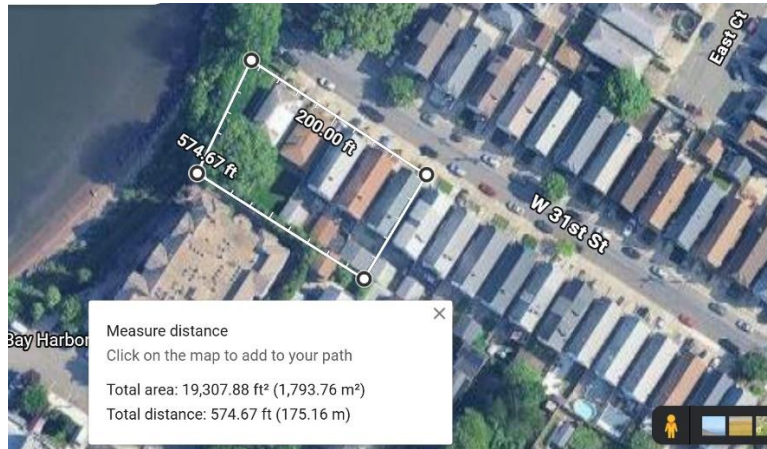 East Ct
200.00 ft
574.67 ft
W 31st St
Bay Harbor
Measure distance
Click on the map to add to your path
Total area: 19,307.88 ft² (1,793.76 m²)
Total distance: 574.67 ft (175.16 m)